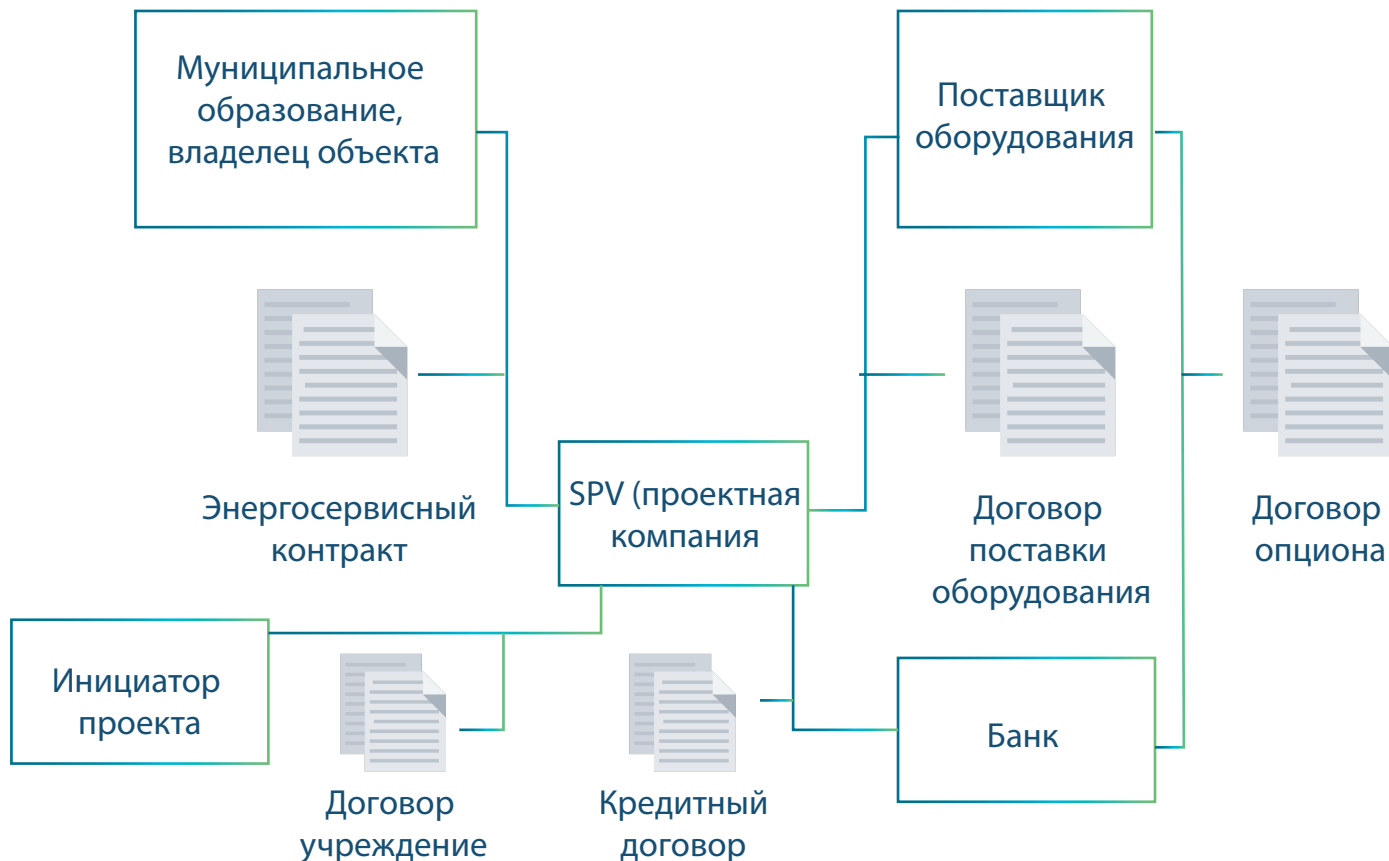 Муниципальное
образование,
владелец объекта
Поставщик
оборудования
Энергосервисный
контракт
SPV (проектная
компания
Договор
поставки
оборудования
Договор
опциона
Инициатор
проекта
Договор
учреждение
Кредитный
договор
Банк